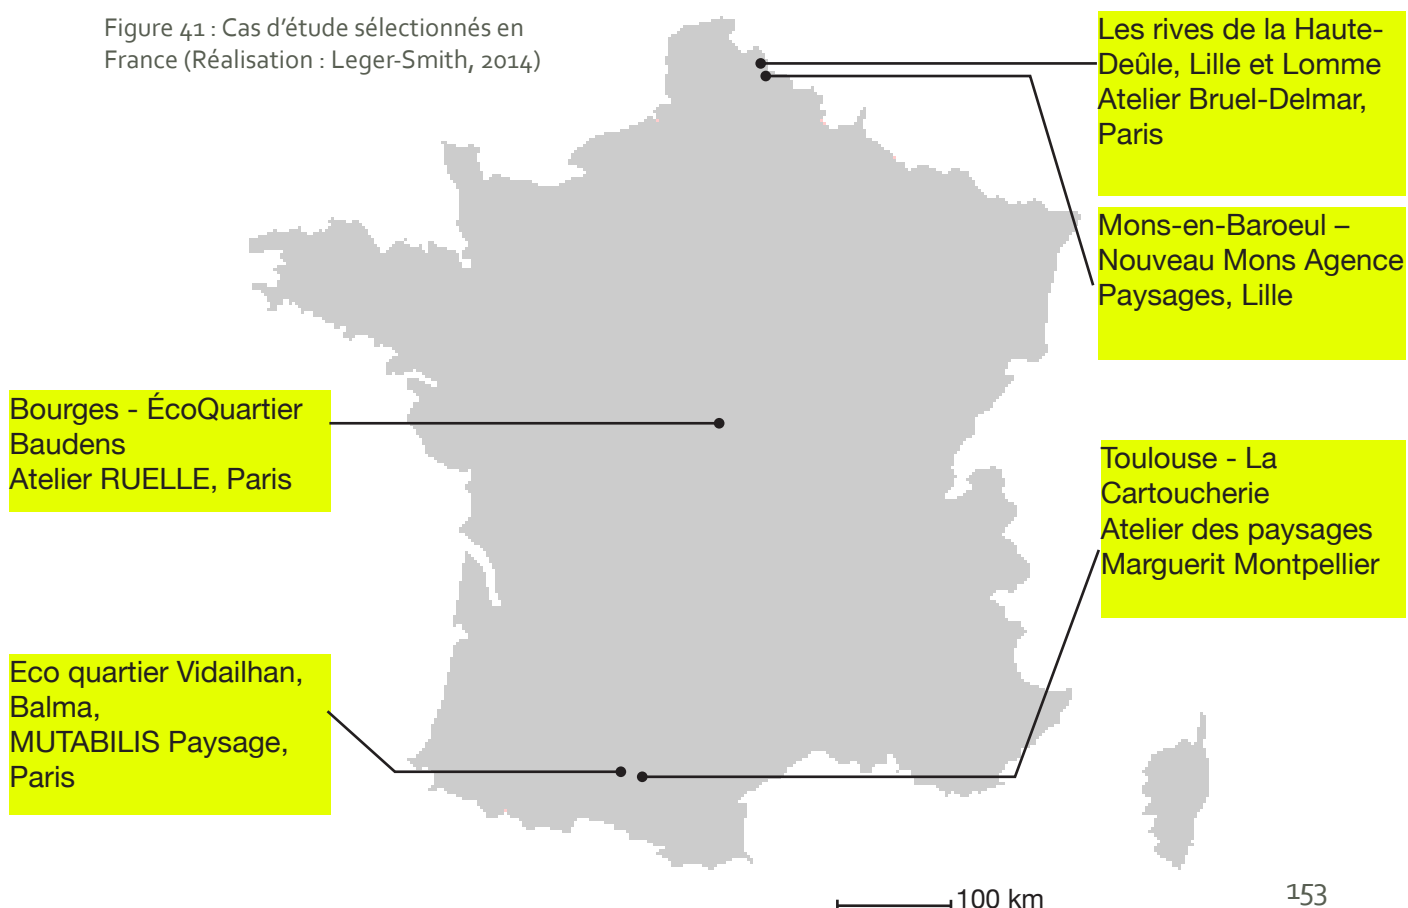 Figure 41 : Cas d'étude sélectionnés en
France (Réalisation : Leger-Smith, 2014)
Les rives de la Haute-
Deûle, Lille et Lomme
Atelier Bruel-Delmar,
Paris
Mons-en-Baroeul –
Nouveau Mons Agence
Paysages, Lille
Bourges - ÉcoQuartier
Baudens
Atelier RUELLE, Paris
Toulouse - La
Cartoucherie
Atelier des paysages
Marguerit Montpellier
Eco quartier Vidailhan,
Balma,
MUTABILIS Paysage,
Paris
100 km
153